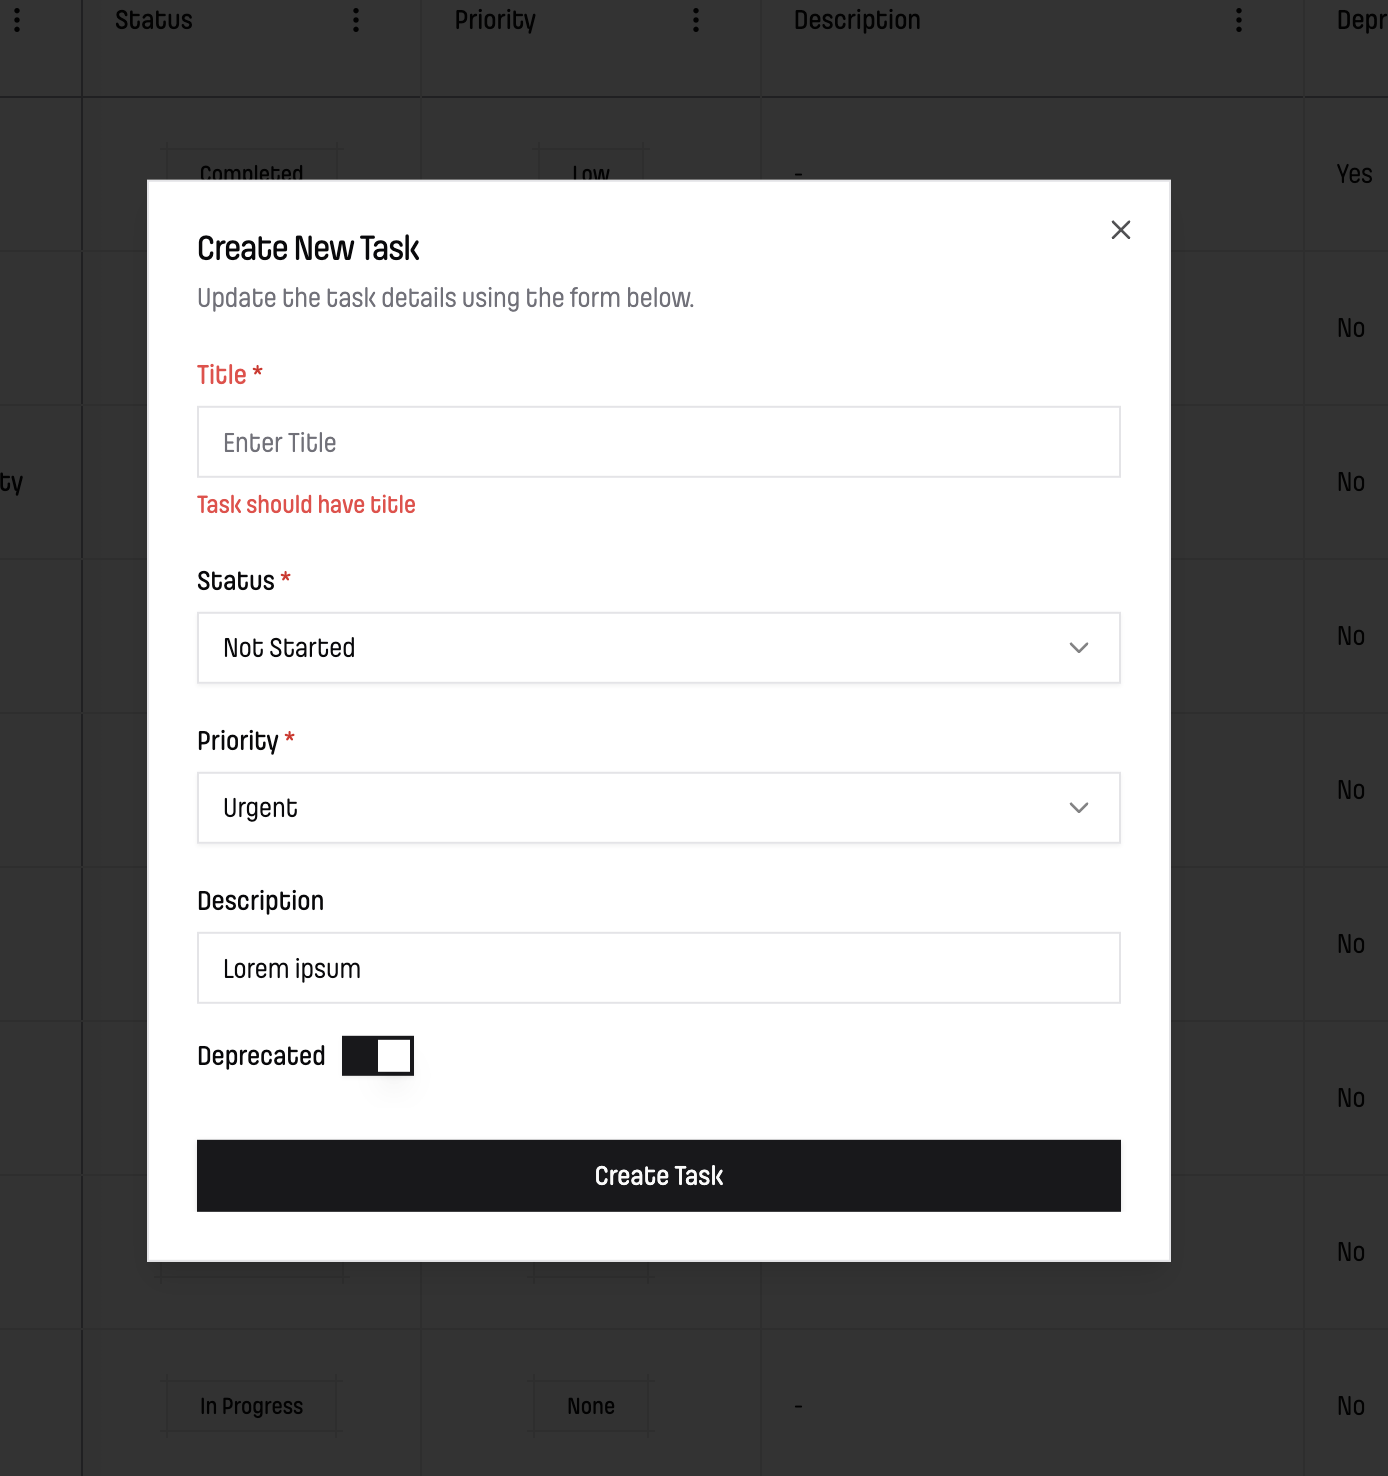 Status Priority Description Depr
Completed Low - Yes
Create New Task
Update the task details using the form below.
No
Title *
Enter Title
ty No
Task should have title
Status *
No
Not Started
Priority *
No
Urgent
Description
No
Lorem ipsum
Deprecated
No
Create Task
No
In Progress None - No